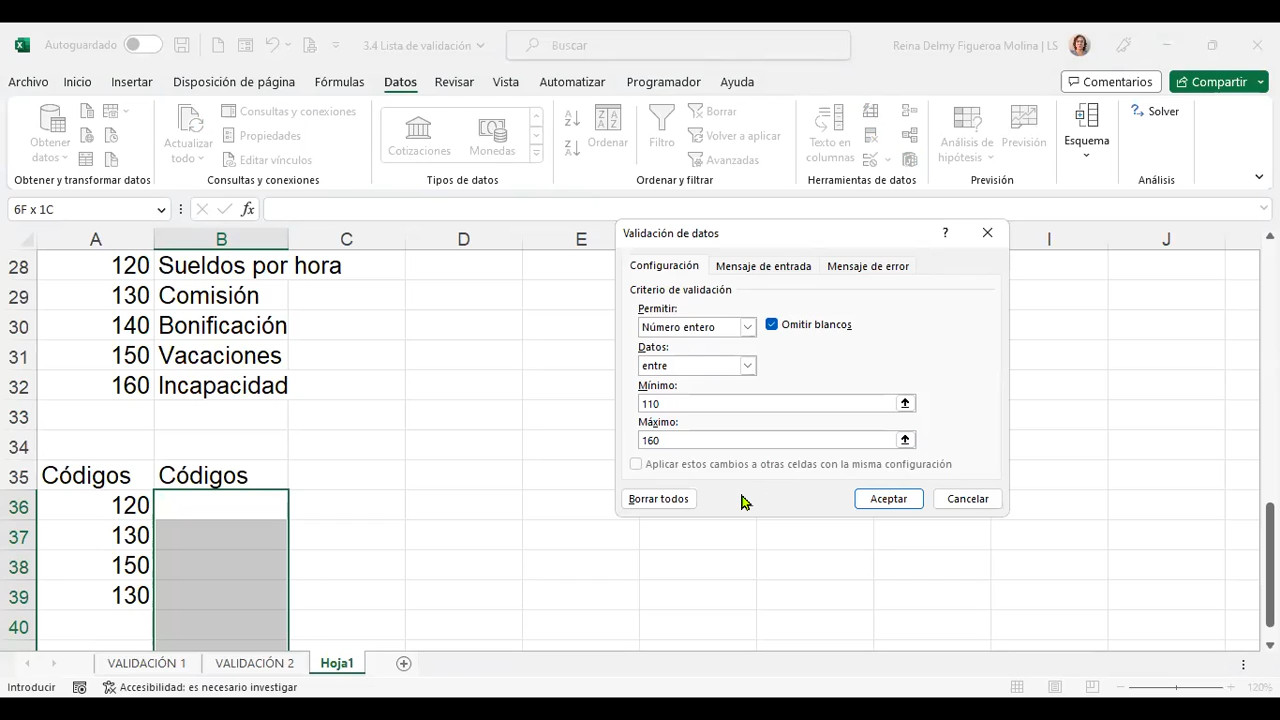 Autoguardado
3.4 Lista de validación
Buscar
Reina Delmy Figueroa Molina | LS
Archivo Inicio Insertar Disposición de página Fórmulas Datos Revisar Vista Automatizar Programador Ayuda
Comentarios
Compartir
Obtener datos
Actualizar todo
Consultas y conexiones
Propiedades
Editar vínculos
Cotizaciones
Monedas
Ordenar
Filtro
Borrar
Volver a aplicar
Avanzadas
Texto en columnas
Análisis de hipótesis
Previsión
Esquema
Solver
Obtener y transformar datos
Consultas y conexiones
Tipos de datos
Ordenar y filtrar
Herramientas de datos
Previsión
Análisis
6F x 1C
fx
A B C D E I J
28 120 Sueldos por hora
29 130 Comisión
30 140 Bonificación
31 150 Vacaciones
32 160 Incapacidad
33
34
35 Códigos Códigos
36 120
37 130
38 150
39 130
40
Validación de datos
?
Configuración Mensaje de entrada Mensaje de error
Criterio de validación
Permitir:
Número entero
Omitir blancos
Datos:
entre
Mínimo:
110
Máximo:
160
Aplicar estos cambios a otras celdas con la misma configuración
Borrar todos Aceptar Cancelar
VALIDACIÓN 1 VALIDACIÓN 2 Hoja1
Introducir
Accesibilidad: es necesario investigar
120%